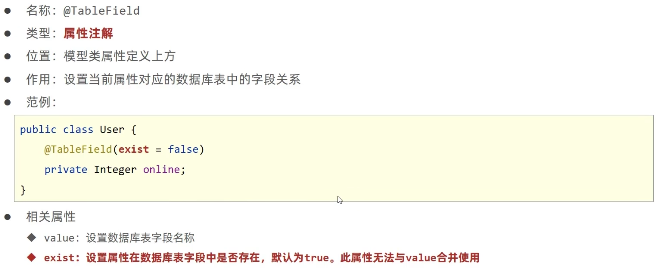 名称：@TableField
类型：属性注解
位置：模型类属性定义上方
作用：设置当前属性对应的数据库表中的字段关系
范例：
public class User {
@TableField(exist = false)
private Integer online;
}
相关属性
value：设置数据库表字段名称
exist：设置属性在数据库表字段中是否存在，默认为true。此属性无法与value合并使用